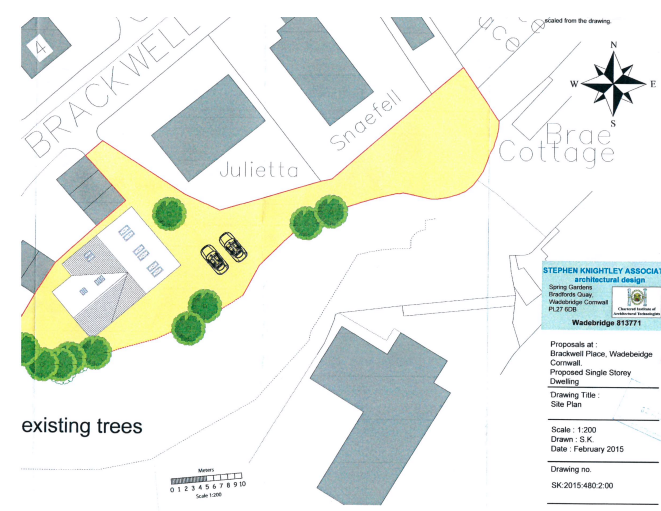 scaled from the drawing.
4
BRACKWELL
N
W E
S
Snaefell
Julietta
Brae
Cottage
STEPHEN KNIGHTLEY ASSOCIAT
architectural design
Spring Gardens
Bradfords Quay,
Wadebridge Cornwall
PL27 6DB
Chartered Institute of
Architectural Technologists
Wadebridge 813771
Proposals at :
Brackwell Place, Wadebeidge
Cornwall.
Proposed Single Storey
Dwelling
Drawing Title :
Site Plan
Scale : 1:200
Drawn : S.K.
Date : February 2015
Drawing no.
SK:2015:480:2:00
existing trees
Meters
0 1 2 3 4 5 6 7 8 9 10
Scale 1:200